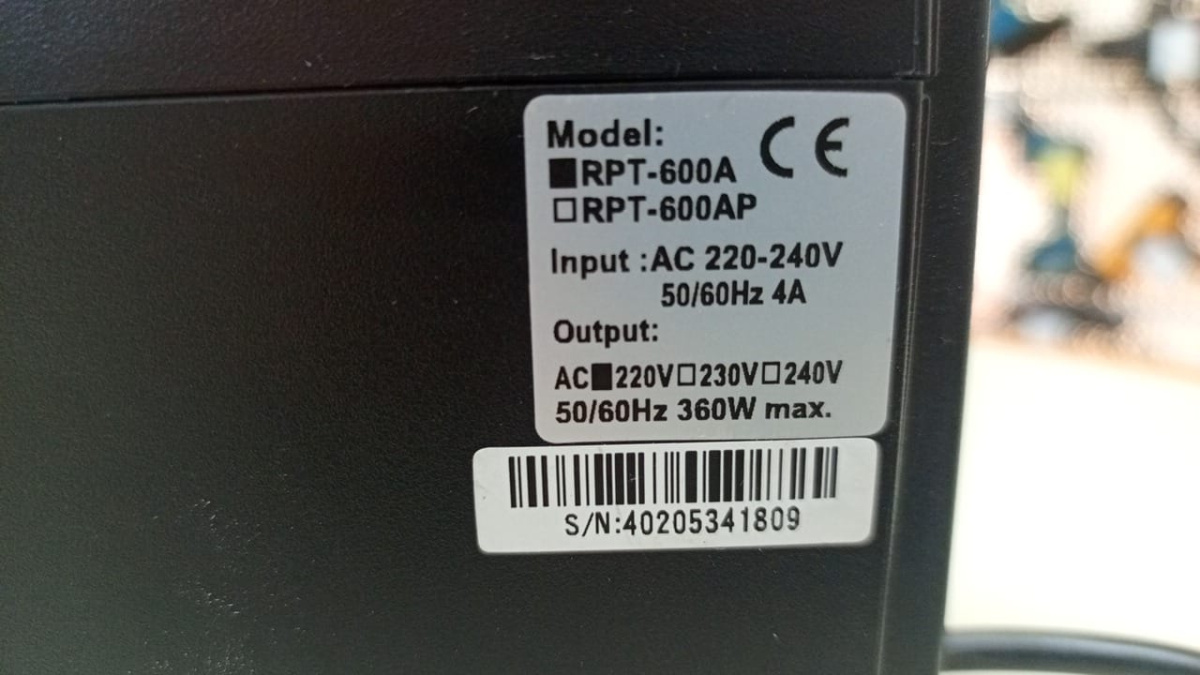 Model: CE
■RPT-600A
□RPT-600AP
Input :AC 220-240V
50/60Hz 4A
Output:
AC■220V□230V□240V
50/60Hz 360W max.
S/N:40205341809